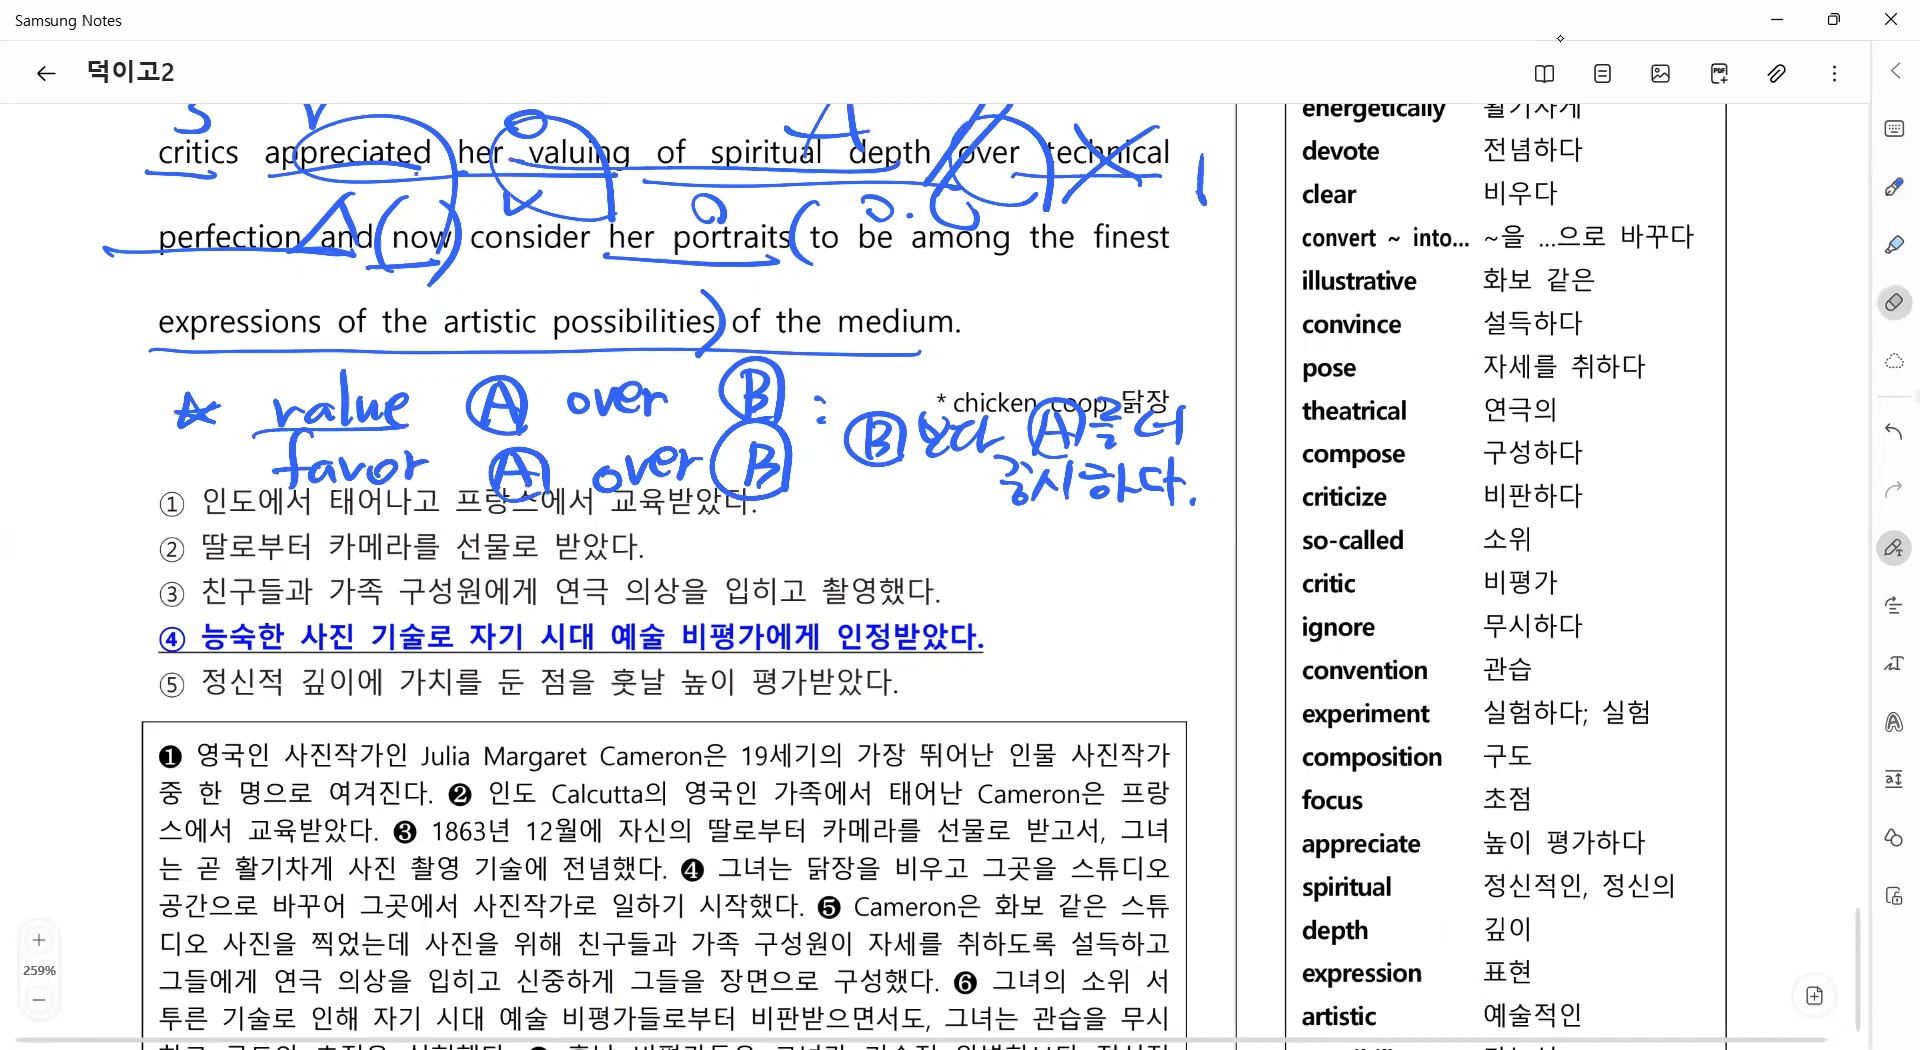 Samsung Notes
덕이고2
S V O A
critics appreciated her valuing of spiritual depth over technical
perfection and now consider her portraits to be among the finest
expressions of the artistic possibilities of the medium.
V O O.C
* chicken coop 닭장
☆ value Ⓐ over Ⓑ : Ⓑ보다 Ⓐ를 더
favor Ⓐ over Ⓑ 중시하다.
① 인도에서 태어나고 프랑스에서 교육받았다.
② 딸로부터 카메라를 선물로 받았다.
③ 친구들과 가족 구성원에게 연극 의상을 입히고 촬영했다.
④ 능숙한 사진 기술로 자기 시대 예술 비평가에게 인정받았다.
⑤ 정신적 깊이에 가치를 둔 점을 훗날 높이 평가받았다.
❶ 영국인 사진작가인 Julia Margaret Cameron은 19세기의 가장 뛰어난 인물 사진작가
중 한 명으로 여겨진다. ❷ 인도 Calcutta의 영국인 가족에서 태어난 Cameron은 프랑
스에서 교육받았다. ❸ 1863년 12월에 자신의 딸로부터 카메라를 선물로 받고서, 그녀
는 곧 활기차게 사진 촬영 기술에 전념했다. ❹ 그녀는 닭장을 비우고 그곳을 스튜디오
공간으로 바꾸어 그곳에서 사진작가로 일하기 시작했다. ❺ Cameron은 화보 같은 스튜
디오 사진을 찍었는데 사진을 위해 친구들과 가족 구성원이 자세를 취하도록 설득하고
그들에게 연극 의상을 입히고 신중하게 그들을 장면으로 구성했다. ❻ 그녀의 소위 서
투른 기술로 인해 자기 시대 예술 비평가들로부터 비판받으면서도, 그녀는 관습을 무시
energetically 활기차게
devote 전념하다
clear 비우다
convert ~ into... ~을 ...으로 바꾸다
illustrative 화보 같은
convince 설득하다
pose 자세를 취하다
theatrical 연극의
compose 구성하다
criticize 비판하다
so-called 소위
critic 비평가
ignore 무시하다
convention 관습
experiment 실험하다; 실험
composition 구도
focus 초점
appreciate 높이 평가하다
spiritual 정신적인, 정신의
depth 깊이
expression 표현
artistic 예술적인
259%